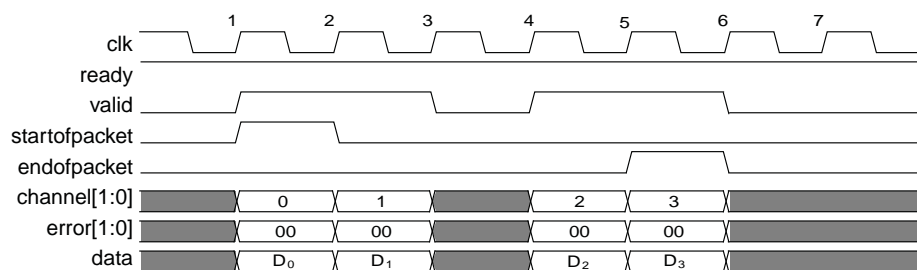 1 2 3 4 5 6 7
clk
ready
valid
startofpacket
endofpacket
channel[1:0] 0 1 2 3
error[1:0] 00 00 00 00
data D₀ D₁ D₂ D₃